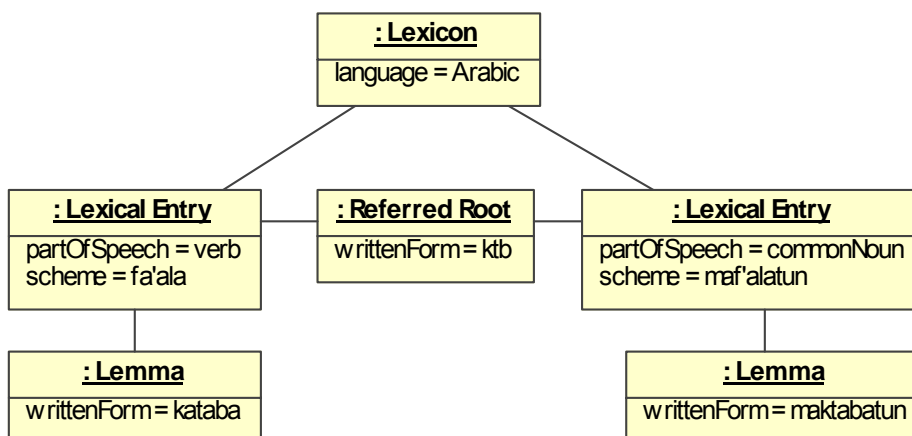 : Lexicon
language = Arabic
: Lexical Entry
partOfSpeech = verb
scheme = fa'ala
: Referred Root
writtenForm = ktb
: Lexical Entry
partOfSpeech = commonNoun
scheme = maf'alatun
: Lemma
writtenForm = kataba
: Lemma
writtenForm = maktabatun